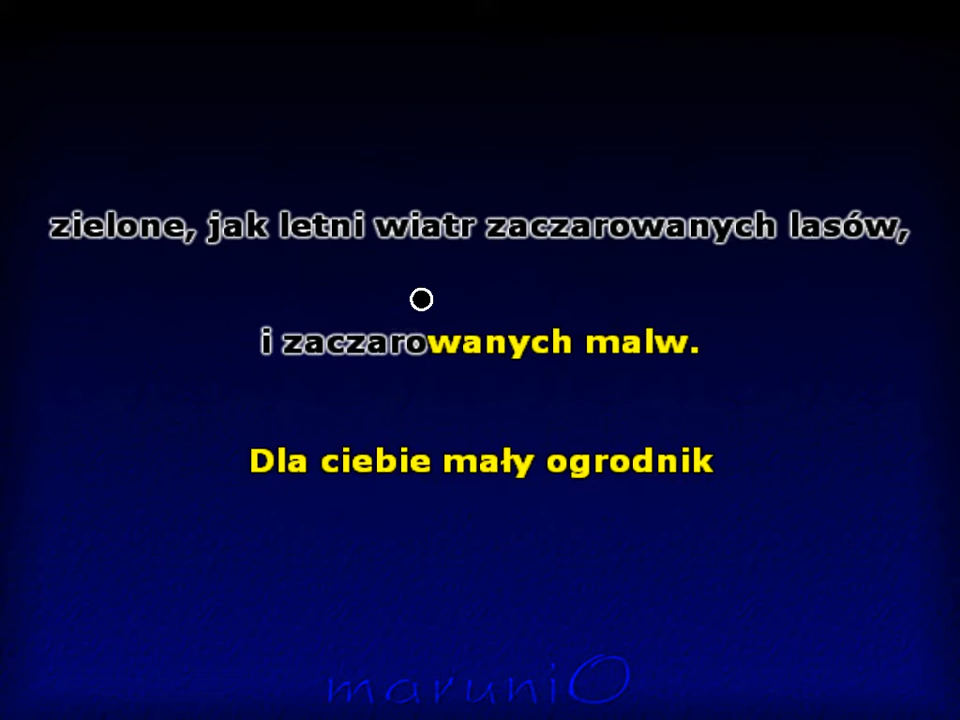 zielone, jak letni wiatr zaczarowanych lasów,
i zaczarowanych malw.
Dla ciebie mały ogrodnik
maruniO